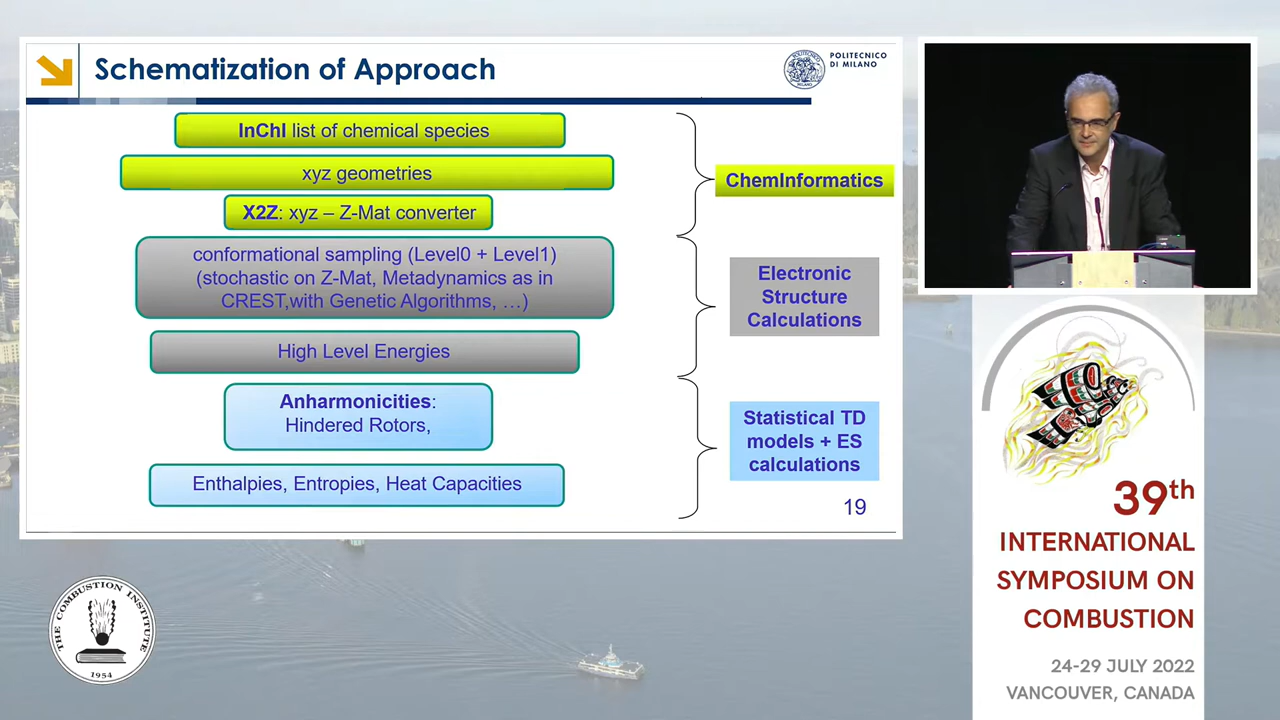 Schematization of Approach
POLITECNICO
DI MILANO
InChI list of chemical species
xyz geometries
X2Z: xyz – Z-Mat converter
ChemInformatics
conformational sampling (Level0 + Level1)
(stochastic on Z-Mat, Metadynamics as in
CREST,with Genetic Algorithms, …)
High Level Energies
Electronic
Structure
Calculations
Anharmonicities:
Hindered Rotors,
Enthalpies, Entropies, Heat Capacities
Statistical TD
models + ES
calculations
19
THE COMBUSTION INSTITUTE
1954
39th
INTERNATIONAL
SYMPOSIUM ON
COMBUSTION
24-29 JULY 2022
VANCOUVER, CANADA